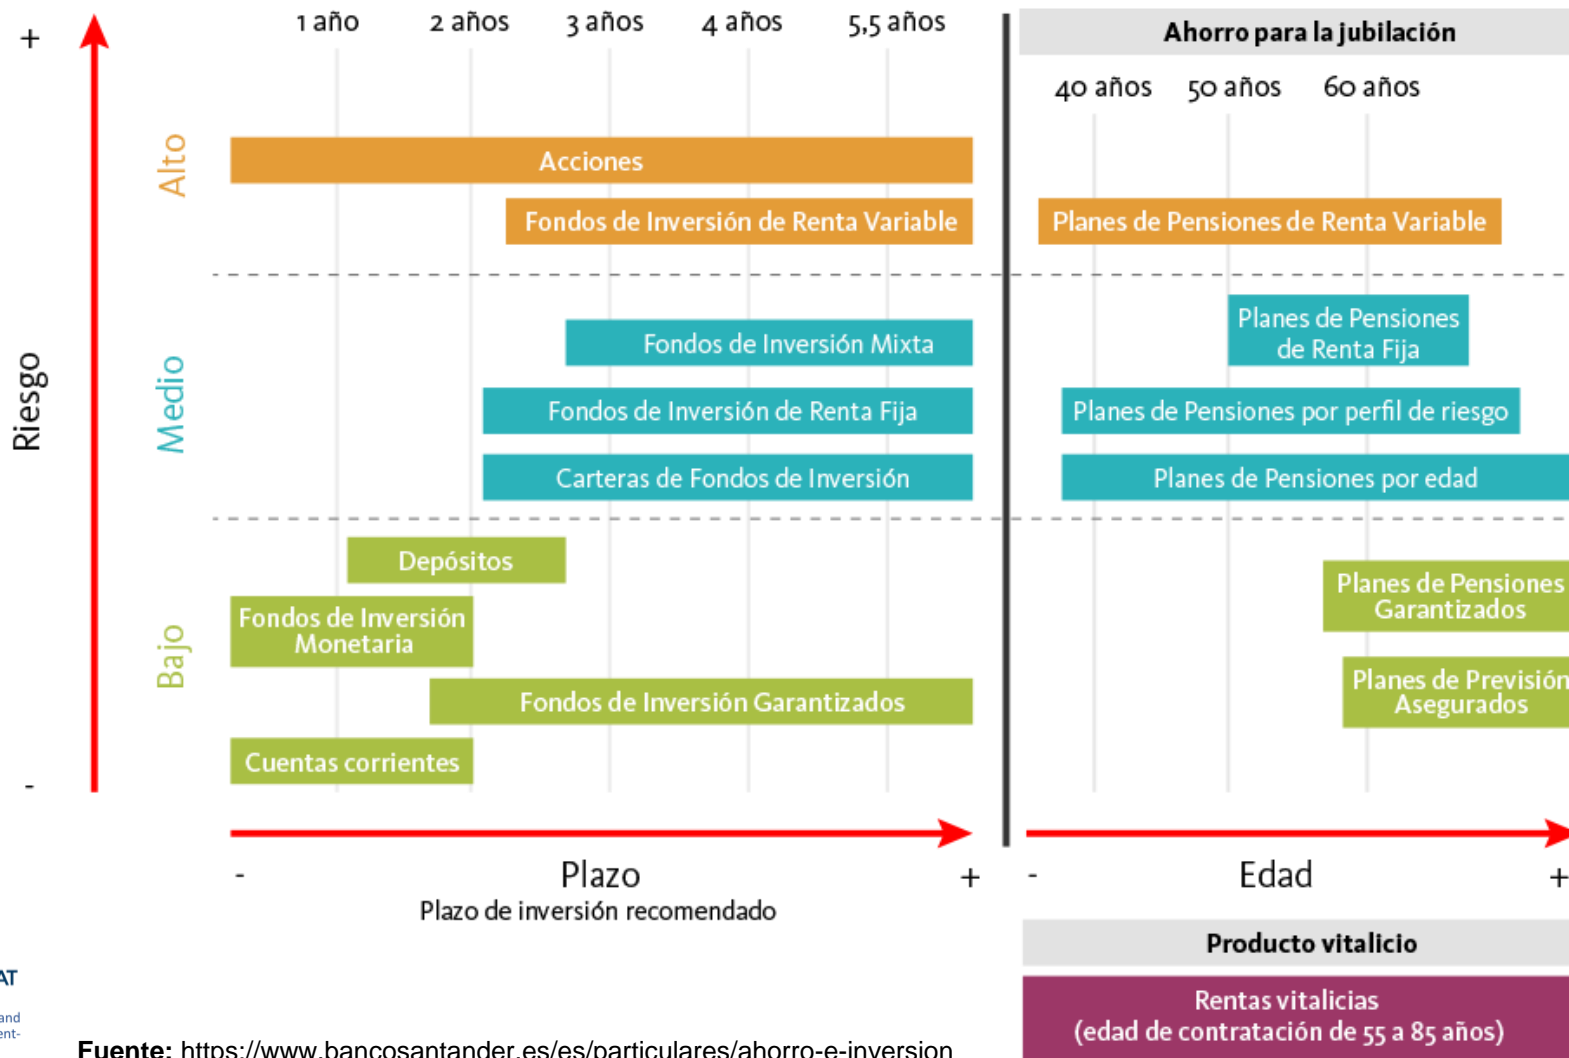 1 año 2 años 3 años 4 años 5,5 años
Ahorro para la jubilación
40 años 50 años 60 años
+
Riesgo
-
Alto
Acciones
Fondos de Inversión de Renta Variable
Planes de Pensiones de Renta Variable
Medio
Fondos de Inversión Mixta
Planes de Pensiones
de Renta Fija
Fondos de Inversión de Renta Fija
Planes de Pensiones por perfil de riesgo
Carteras de Fondos de Inversión
Planes de Pensiones por edad
Bajo
Depósitos
Fondos de Inversión
Monetaria
Fondos de Inversión Garantizados
Cuentas corrientes
Planes de Pensiones
Garantizados
Planes de Previsión
Asegurados
- Plazo +
Plazo de inversión recomendado
- Edad +
Producto vitalicio
Rentas vitalicias
(edad de contratación de 55 a 85 años)
AT
and
ent-
Fuente: https://www.bancosantander.es/es/particulares/ahorro-e-inversion